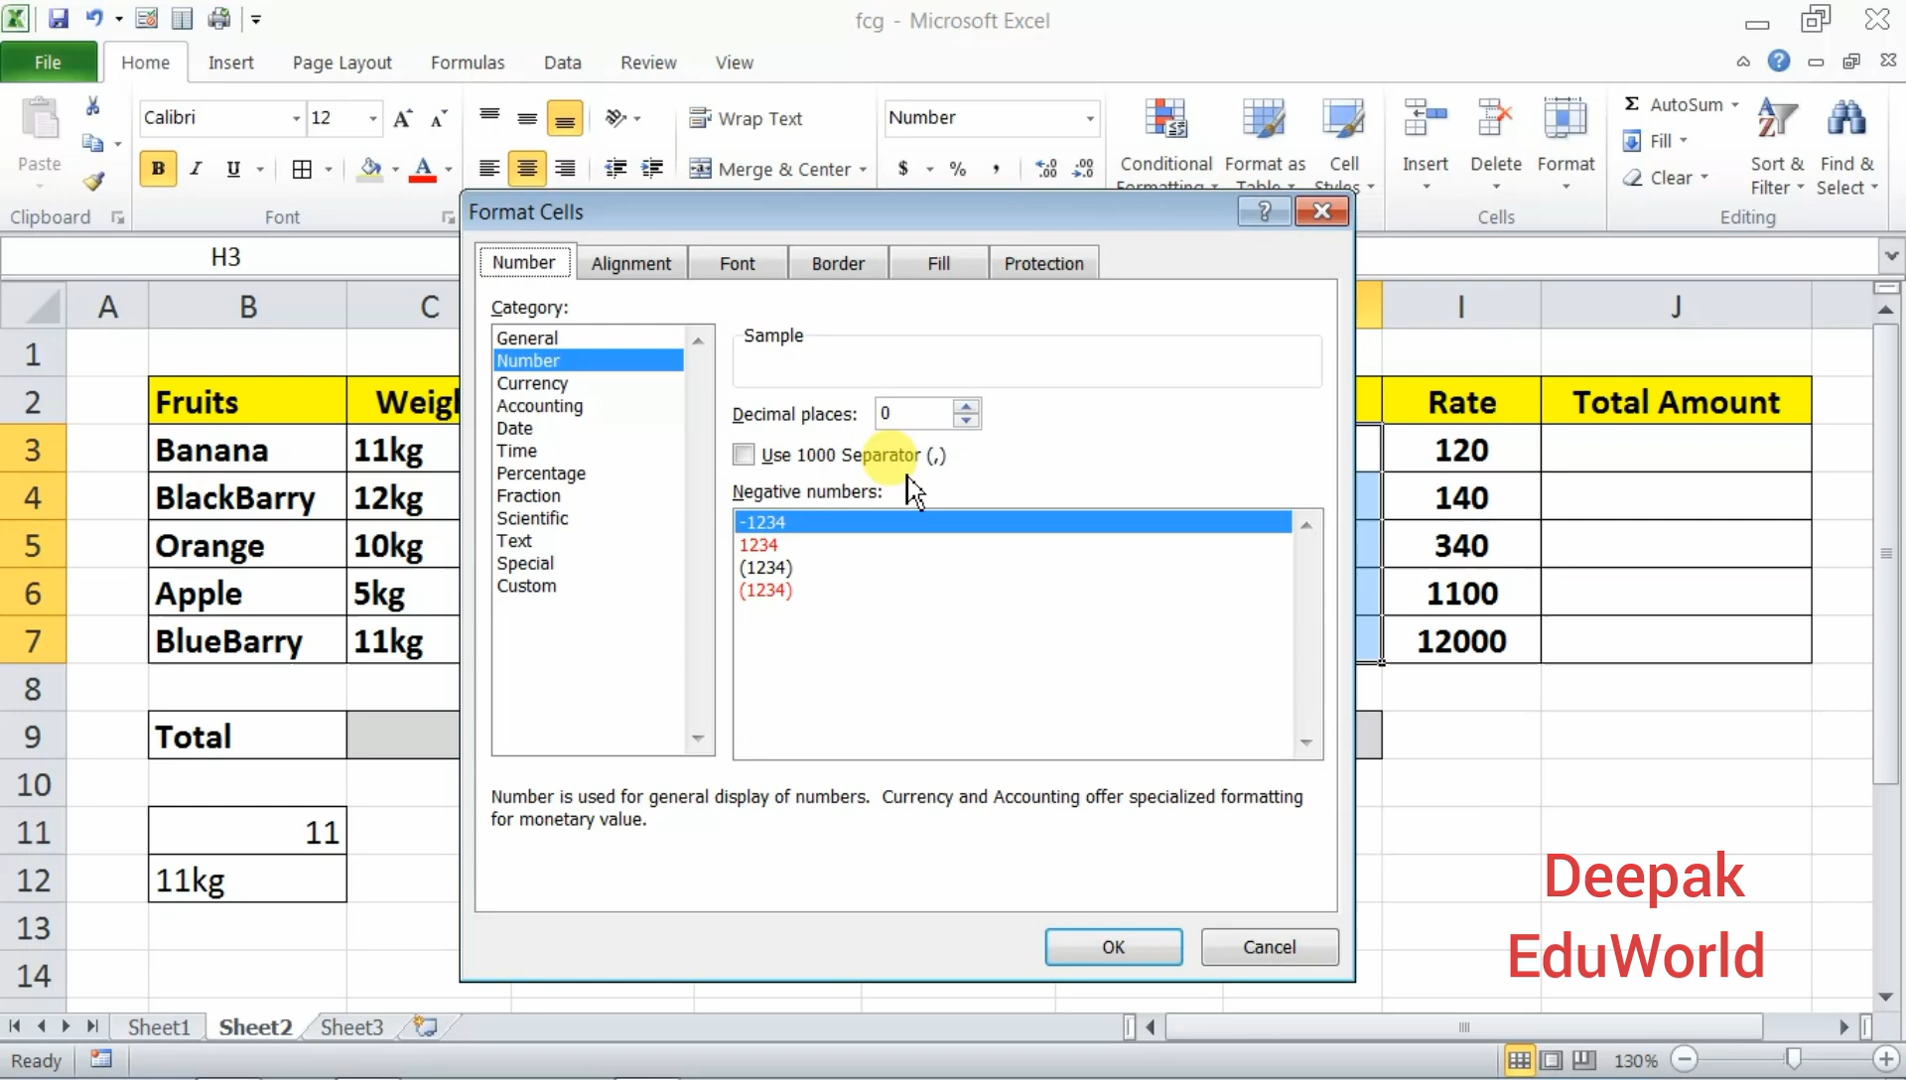 fcg - Microsoft Excel
File Home Insert Page Layout Formulas Data Review View
Calibri 12 Wrap Text Number AutoSum
Paste Conditional Formatting Format as Table Cell Styles Insert Delete Format Fill Sort & Filter Find & Select
B I U A Merge & Center $ % , Clear
Clipboard Font Cells Editing
H3
Format Cells
Number Alignment Font Border Fill Protection
A B C I J
1
2 Fruits Weigh Rate Total Amount
3 Banana 11kg 120
4 BlackBarry 12kg 140
5 Orange 10kg 340
6 Apple 5kg 1100
7 BlueBarry 11kg 12000
8
9 Total
10
11 11
12 11kg
13
14
Category:
General
Number
Currency
Accounting
Date
Time
Percentage
Fraction
Scientific
Text
Special
Custom
Sample
Decimal places: 0
Use 1000 Separator (,)
Negative numbers:
-1234
1234
(1234)
(1234)
Number is used for general display of numbers. Currency and Accounting offer specialized formatting
for monetary value.
OK Cancel
Deepak
EduWorld
Sheet1 Sheet2 Sheet3
Ready 130%